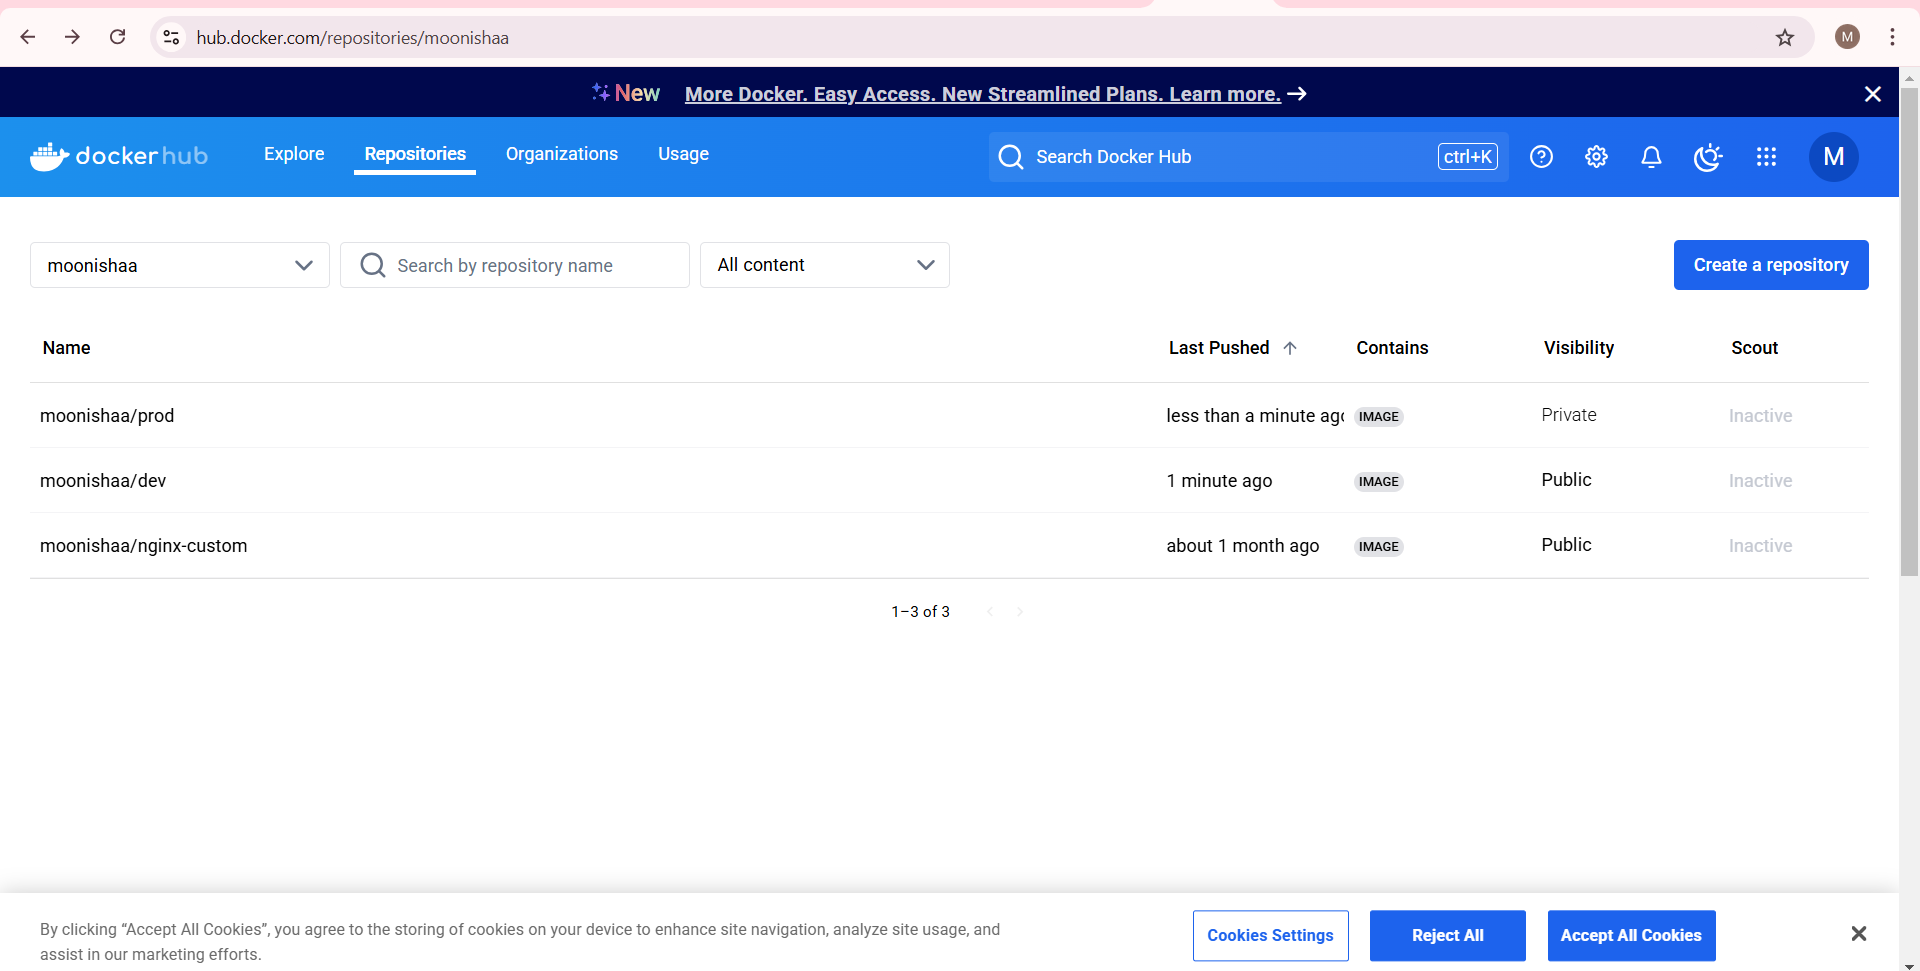 hub.docker.com/repositories/moonishaa
M
New More Docker. Easy Access. New Streamlined Plans. Learn more.
docker hub Explore Repositories Organizations Usage Search Docker Hub ctrl+K M
moonishaa Search by repository name All content Create a repository
Name Last Pushed Contains Visibility Scout
moonishaa/prod less than a minute ago IMAGE Private Inactive
moonishaa/dev 1 minute ago IMAGE Public Inactive
moonishaa/nginx-custom about 1 month ago IMAGE Public Inactive
1–3 of 3
By clicking “Accept All Cookies”, you agree to the storing of cookies on your device to enhance site navigation, analyze site usage, and
assist in our marketing efforts.
Cookies Settings Reject All Accept All Cookies